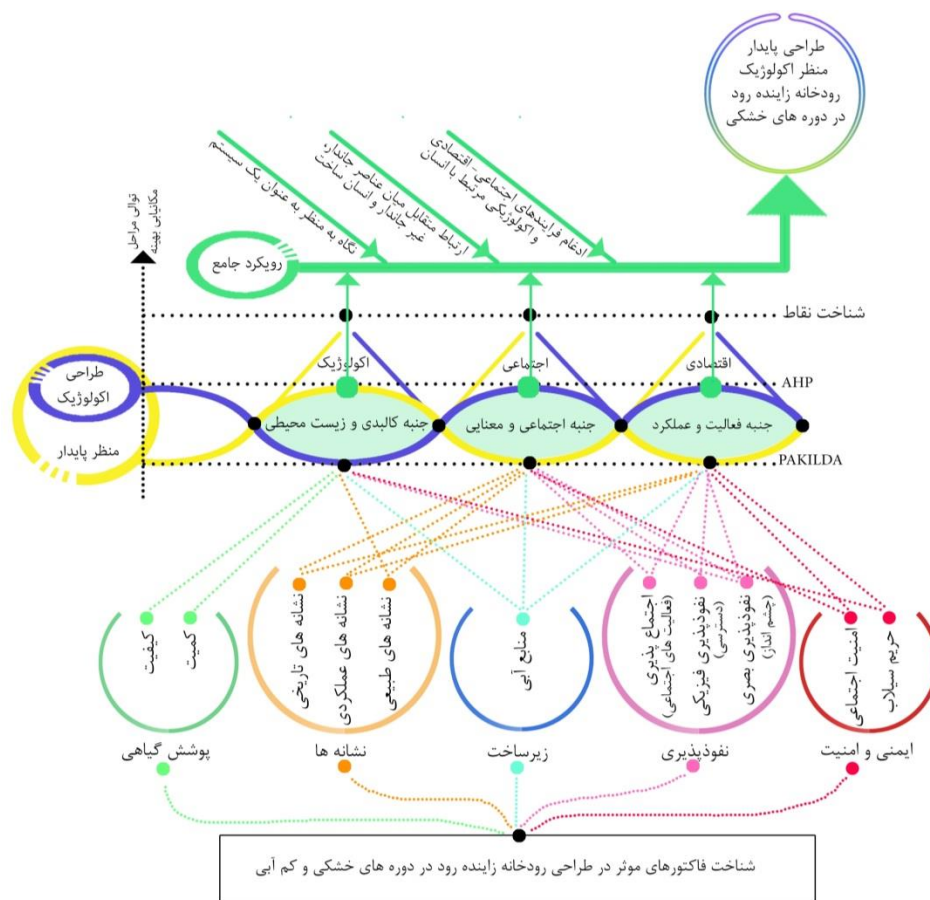 طراحی پایدار
منظر اکولوژیک
رودخانه زاینده رود
در دوره های خشکی
ادغام فرایندهای اجتماعی-اقتصادی
و اکولوژیکی مرتبط با انسان
ارتباط متقابل میان عناصر جاندار،
غیر جاندار و انسان ساخت
نگاه به منظر به عنوان یک سیستم
توالی مراحل
مکانیابی بهینه
رویکرد جامع
شناخت نقاط
اقتصادی
اجتماعی
اکولوژیک
AHP
طراحی
اکولوژیک
منظر پایدار
جنبه فعالیت و عملکرد
جنبه اجتماعی و معنایی
جنبه کالبدی و زیست محیطی
PAKILDA
حریم سیلاب
امنیت اجتماعی
نفوذپذیری بصری
(چشم انداز)
نفوذپذیری فیزیکی
(دسترسی)
اجتماع پذیری
(فعالیت های اجتماعی)
منابع آبی
نشانه های طبیعی
نشانه های عملکردی
نشانه های تاریخی
کمیت
کیفیت
ایمنی و امنیت
نفوذپذیری
زیرساخت
نشانه ها
پوشش گیاهی
شناخت فاکتورهای موثر در طراحی رودخانه زاینده رود در دوره های خشکی و کم آبی